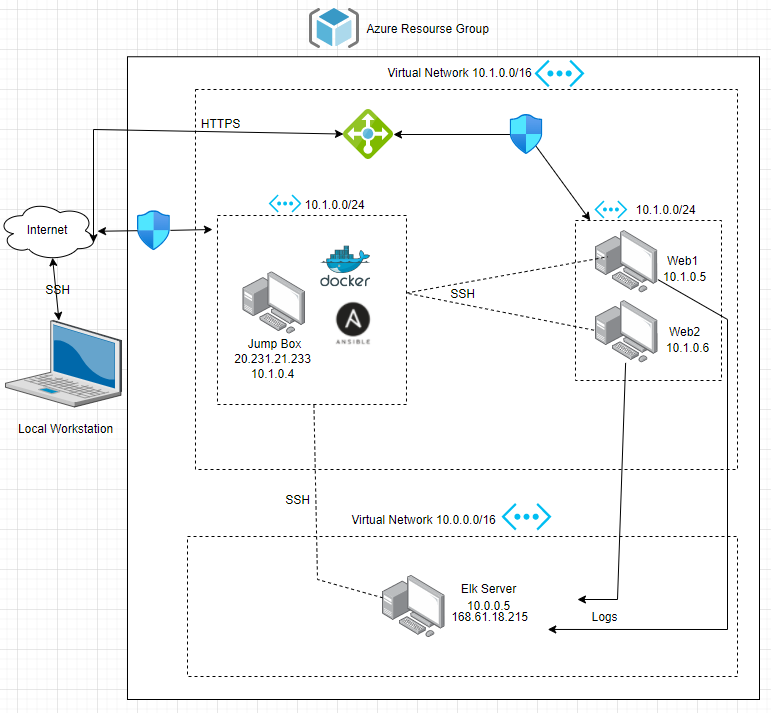 Azure Resourse Group
Virtual Network 10.1.0.0/16
HTTPS
10.1.0.0/24
10.1.0.0/24
Internet
SSH
Local Workstation
docker
ANSIBLE
Jump Box
20.231.21.233
10.1.0.4
SSH
Web1
10.1.0.5
Web2
10.1.0.6
SSH
Virtual Network 10.0.0.0/16
Elk Server
10.0.0.5
168.61.18.215
Logs